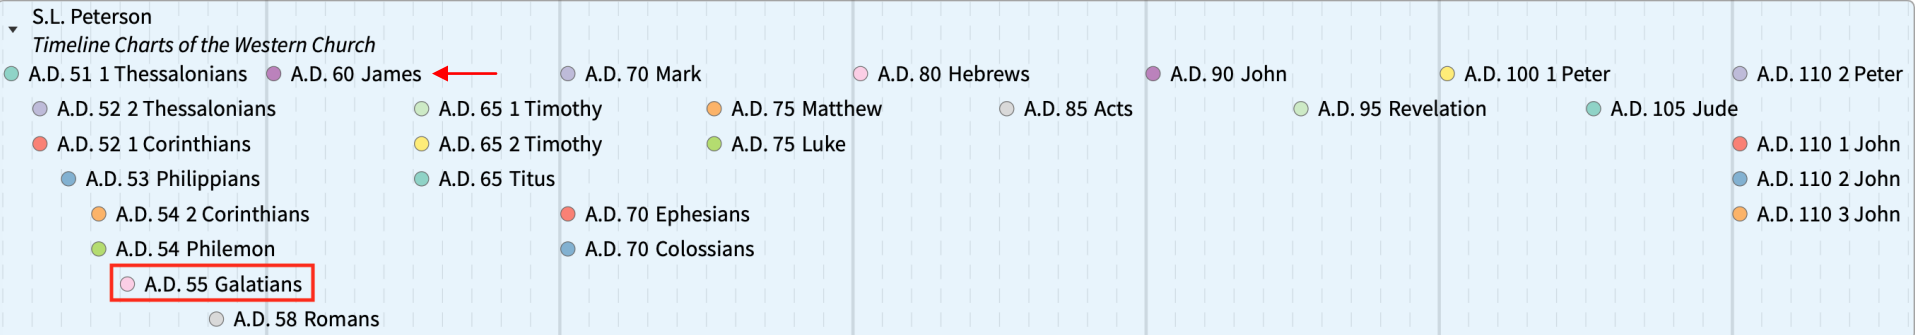 S.L. Peterson
Timeline Charts of the Western Church
A.D. 51 1 Thessalonians
A.D. 60 James
A.D. 70 Mark
A.D. 80 Hebrews
A.D. 90 John
A.D. 100 1 Peter
A.D. 110 2 Peter
A.D. 52 2 Thessalonians
A.D. 65 1 Timothy
A.D. 75 Matthew
A.D. 85 Acts
A.D. 95 Revelation
A.D. 105 Jude
A.D. 52 1 Corinthians
A.D. 65 2 Timothy
A.D. 75 Luke
A.D. 110 1 John
A.D. 53 Philippians
A.D. 65 Titus
A.D. 110 2 John
A.D. 54 2 Corinthians
A.D. 70 Ephesians
A.D. 110 3 John
A.D. 54 Philemon
A.D. 70 Colossians
A.D. 55 Galatians
A.D. 58 Romans